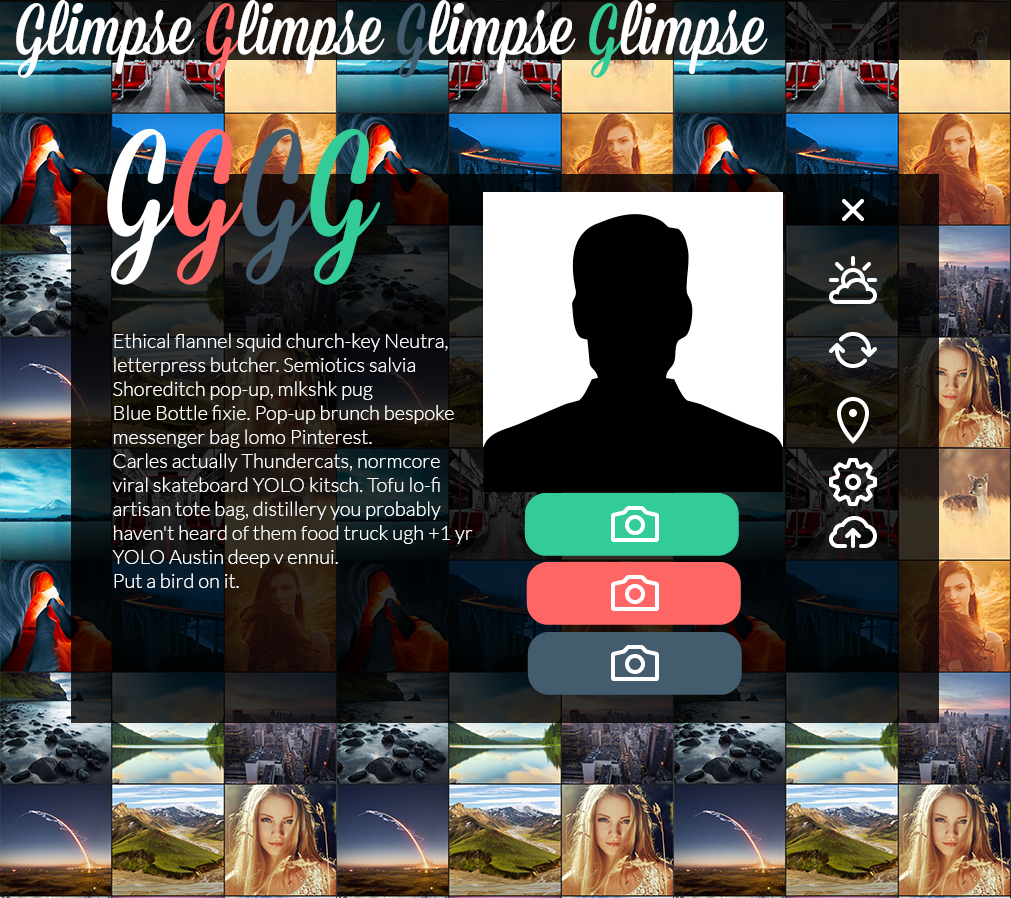 Glimpse Glimpse Glimpse Glimpse
G G G G
Ethical flannel squid church-key Neutra,
letterpress butcher. Semiotics salvia
Shoreditch pop-up, mlkshk pug
Blue Bottle fixie. Pop-up brunch bespoke
messenger bag lomo Pinterest.
Carles actually Thundercats, normcore
viral skateboard YOLO kitsch. Tofu lo-fi
artisan tote bag, distillery you probably
haven't heard of them food truck ugh +1 yr
YOLO Austin deep v ennui.
Put a bird on it.